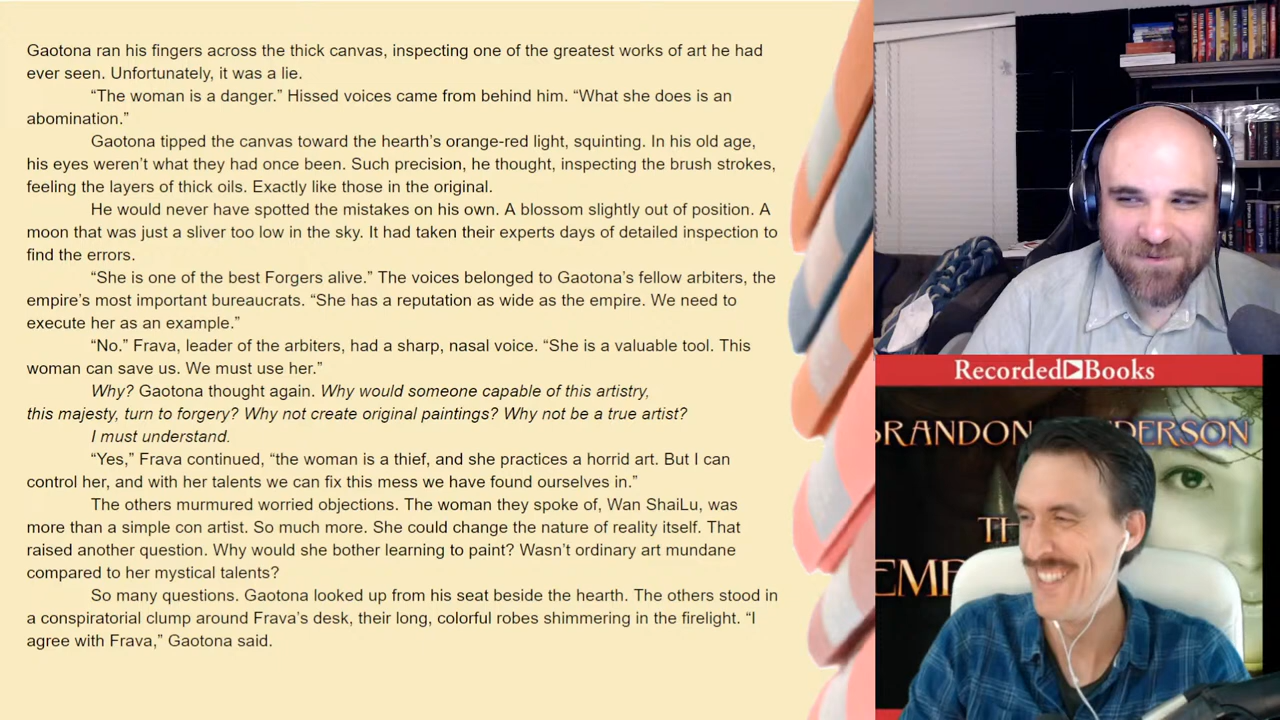 Gaotona ran his fingers across the thick canvas, inspecting one of the greatest works of art he had
ever seen. Unfortunately, it was a lie.
“The woman is a danger.” Hissed voices came from behind him. “What she does is an
abomination.”
Gaotona tipped the canvas toward the hearth’s orange-red light, squinting. In his old age,
his eyes weren’t what they had once been. Such precision, he thought, inspecting the brush strokes,
feeling the layers of thick oils. Exactly like those in the original.
He would never have spotted the mistakes on his own. A blossom slightly out of position. A
moon that was just a sliver too low in the sky. It had taken their experts days of detailed inspection to
find the errors.
“She is one of the best Forgers alive.” The voices belonged to Gaotona’s fellow arbiters, the
empire’s most important bureaucrats. “She has a reputation as wide as the empire. We need to
execute her as an example.”
“No.” Frava, leader of the arbiters, had a sharp, nasal voice. “She is a valuable tool. This
woman can save us. We must use her.”
Why? Gaotona thought again. Why would someone capable of this artistry,
this majesty, turn to forgery? Why not create original paintings? Why not be a true artist?
I must understand.
“Yes,” Frava continued, “the woman is a thief, and she practices a horrid art. But I can
control her, and with her talents we can fix this mess we have found ourselves in.”
The others murmured worried objections. The woman they spoke of, Wan ShaiLu, was
more than a simple con artist. So much more. She could change the nature of reality itself. That
raised another question. Why would she bother learning to paint? Wasn’t ordinary art mundane
compared to her mystical talents?
So many questions. Gaotona looked up from his seat beside the hearth. The others stood in
a conspiratorial clump around Frava’s desk, their long, colorful robes shimmering in the firelight. “I
agree with Frava,” Gaotona said.
Recorded Books
BRANDON DERSON
TH
EMP